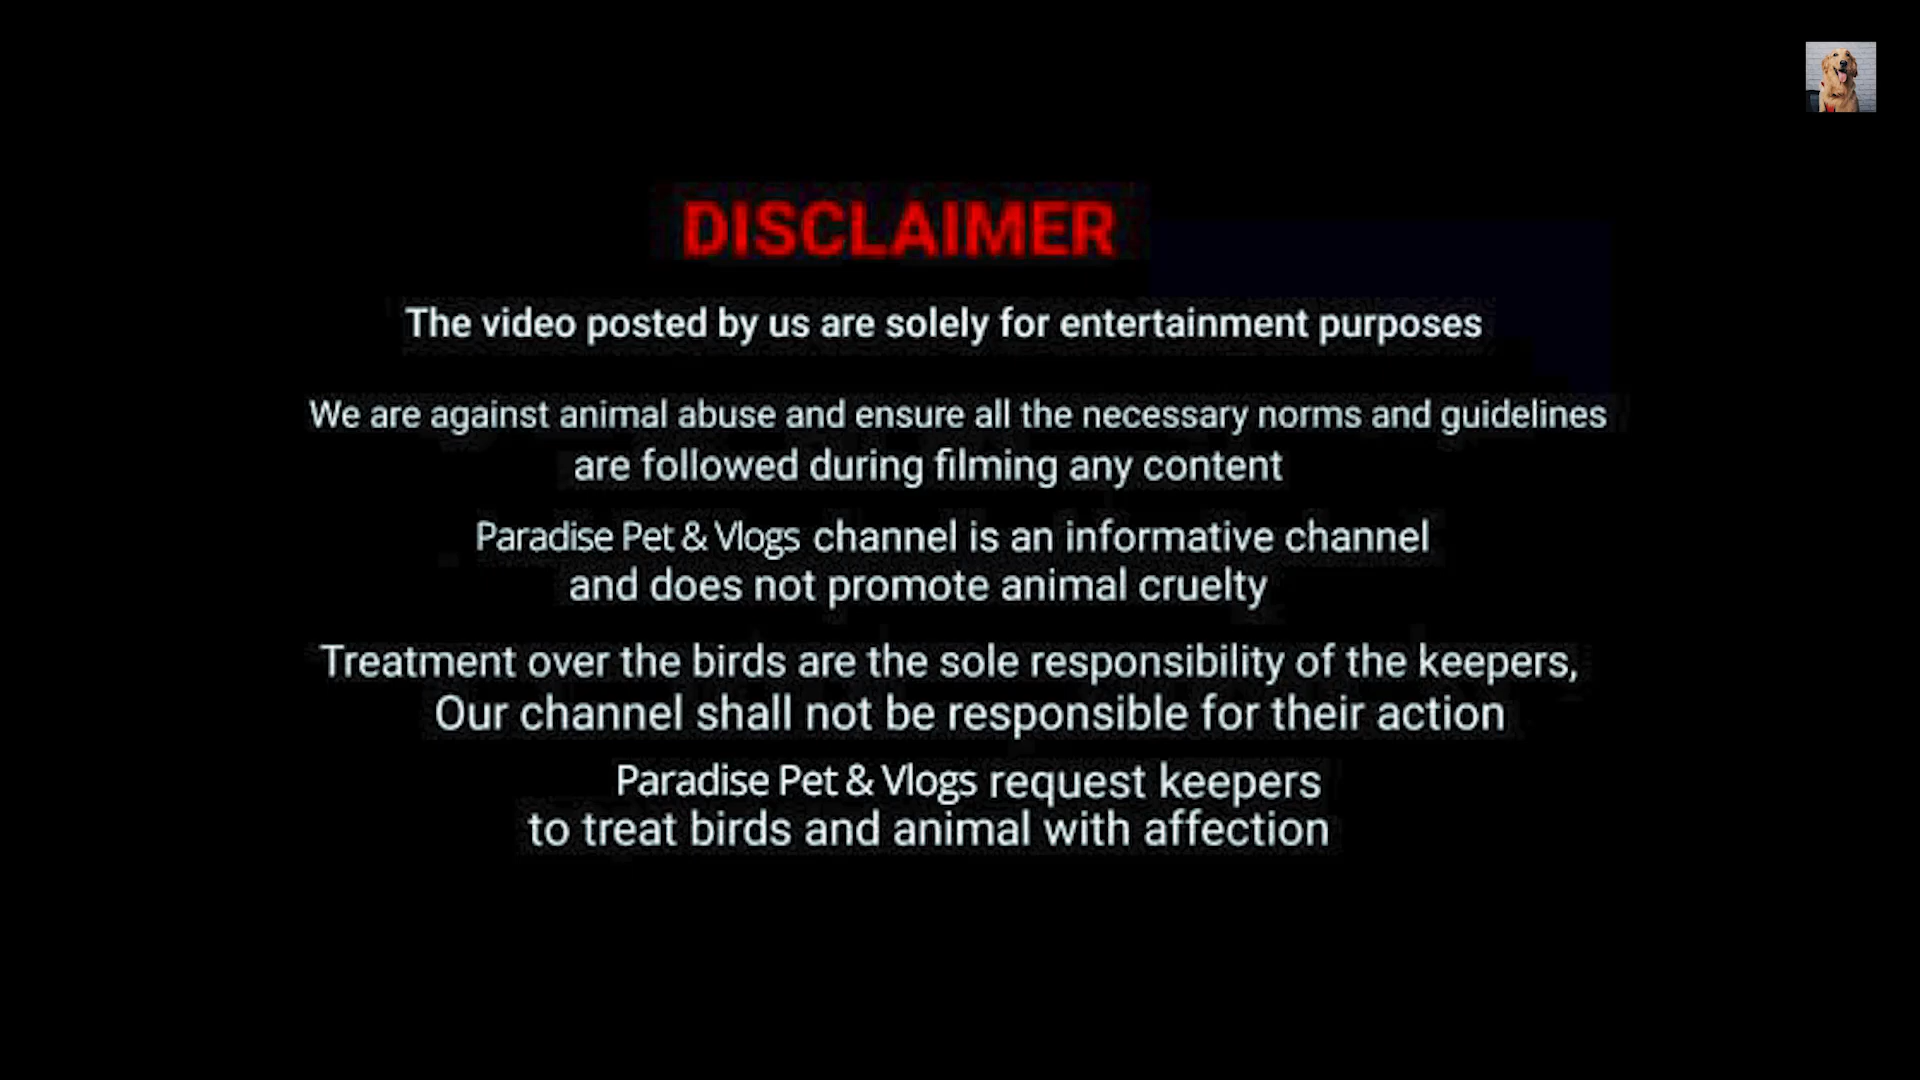 DISCLAIMER
The video posted by us are solely for entertainment purposes
We are against animal abuse and ensure all the necessary norms and guidelines
are followed during filming any content
Paradise Pet & Vlogs channel is an informative channel
and does not promote animal cruelty
Treatment over the birds are the sole responsibility of the keepers,
Our channel shall not be responsible for their action
Paradise Pet & Vlogs request keepers
to treat birds and animal with affection